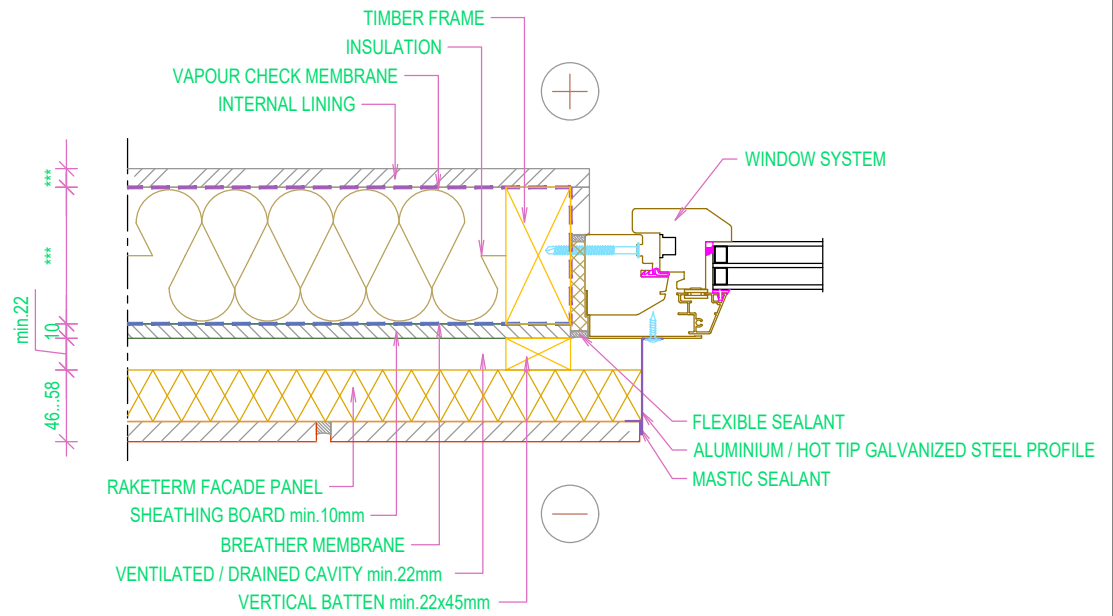 TIMBER FRAME
INSULATION
VAPOUR CHECK MEMBRANE
INTERNAL LINING
WINDOW SYSTEM
***
***
min.22
10
46...58
FLEXIBLE SEALANT
ALUMINIUM / HOT TIP GALVANIZED STEEL PROFILE
MASTIC SEALANT
RAKETERM FACADE PANEL
SHEATHING BOARD min.10mm
BREATHER MEMBRANE
VENTILATED / DRAINED CAVITY min.22mm
VERTICAL BATTEN min.22x45mm